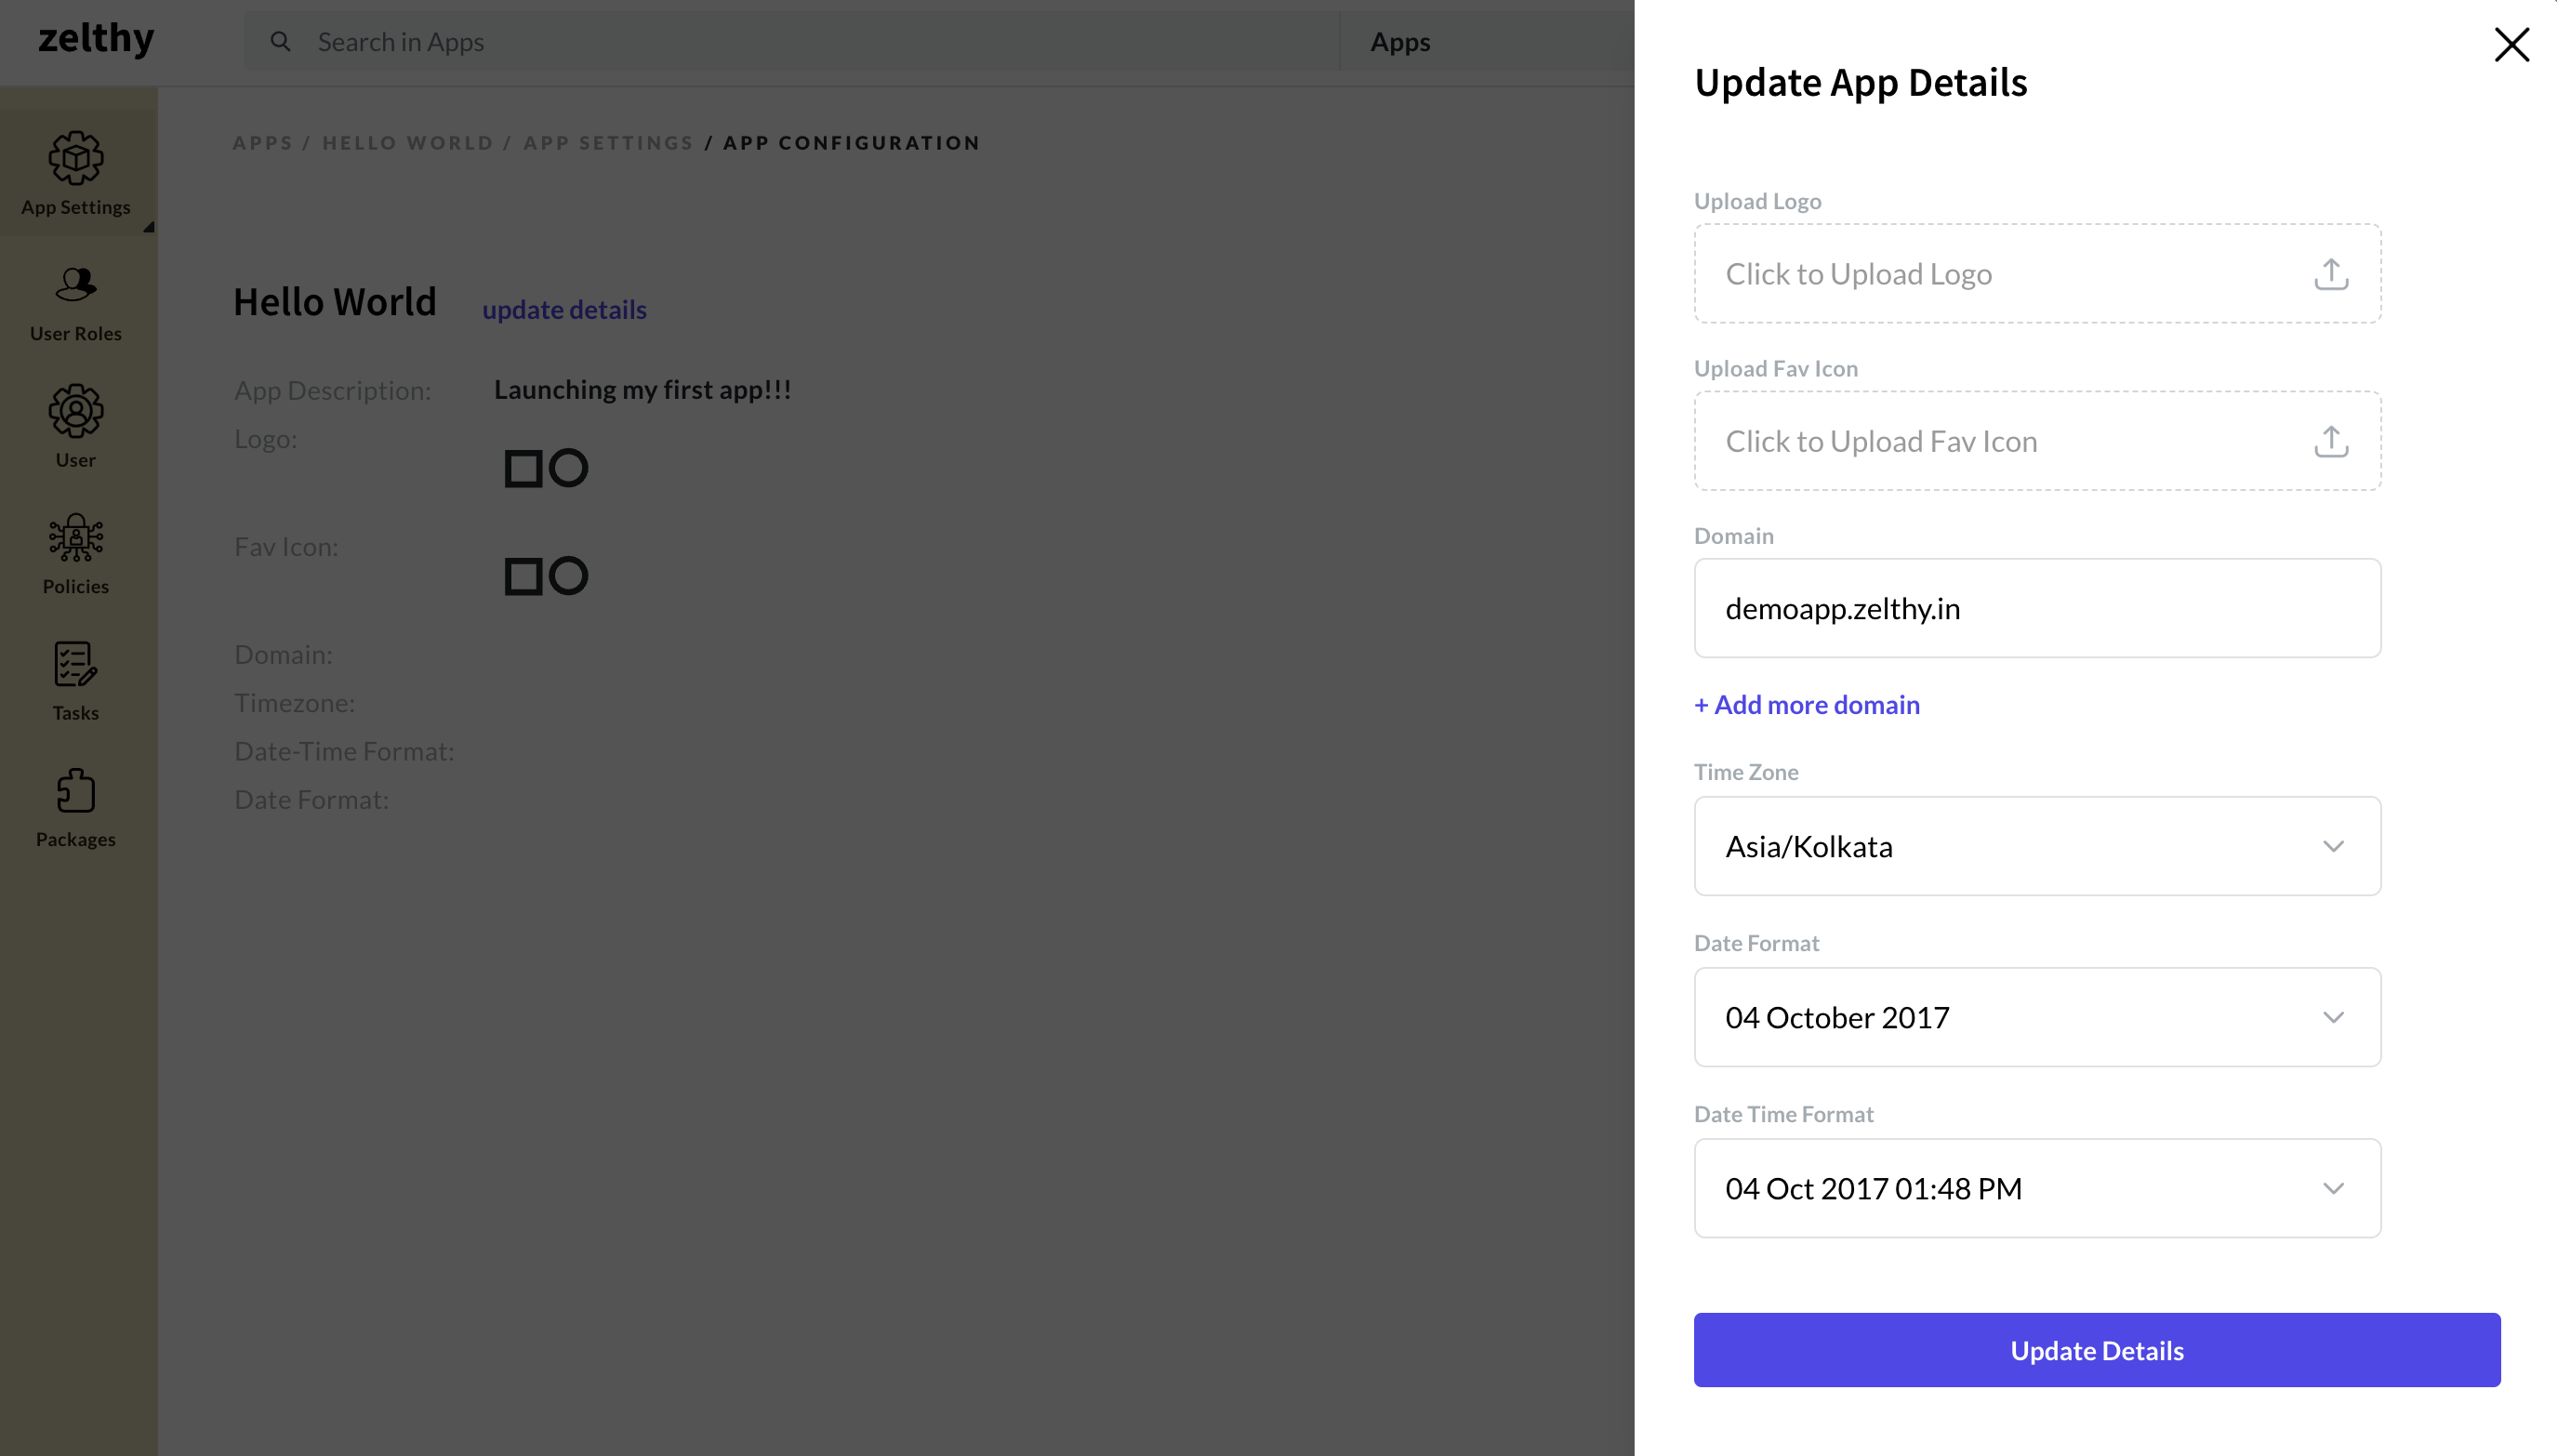 zelthy
Search in Apps
Apps
App Settings
User Roles
User
Policies
Tasks
Packages
APPS / HELLO WORLD / APP SETTINGS / APP CONFIGURATION
Hello World
update details
App Description:
Launching my first app!!!
Logo:
Fav Icon:
Domain:
Timezone:
Date-Time Format:
Date Format:
Update App Details
Upload Logo
Click to Upload Logo
Upload Fav Icon
Click to Upload Fav Icon
Domain
demoapp.zelthy.in
+ Add more domain
Time Zone
Asia/Kolkata
Date Format
04 October 2017
Date Time Format
04 Oct 2017 01:48 PM
Update Details